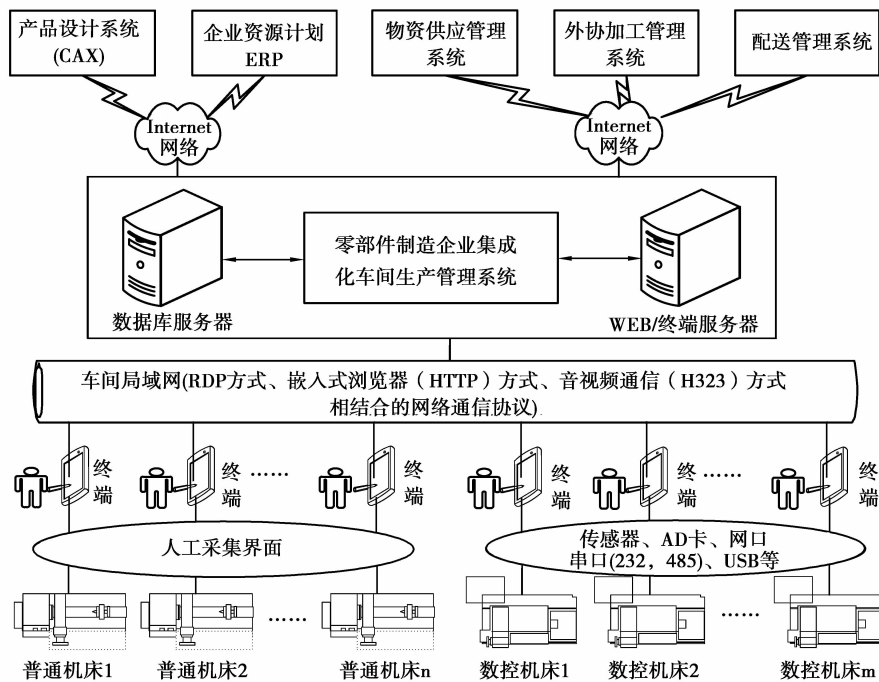 产品设计系统
(CAX)
企业资源计划
ERP
物资供应管理
系统
外协加工管理
系统
配送管理系统
Internet
网络
Internet
网络
零部件制造企业集成
化车间生产管理系统
数据库服务器
WEB/终端服务器
车间局域网(RDP方式、嵌入式浏览器（HTTP）方式、音视频通信（H323）方式
相结合的网络通信协议)
终端
终端
……
终端
终端
终端
……
终端
人工采集界面
传感器、AD卡、网口
串口(232，485)、USB等
……
……
普通机床1
普通机床2
普通机床n
数控机床1
数控机床2
数控机床m